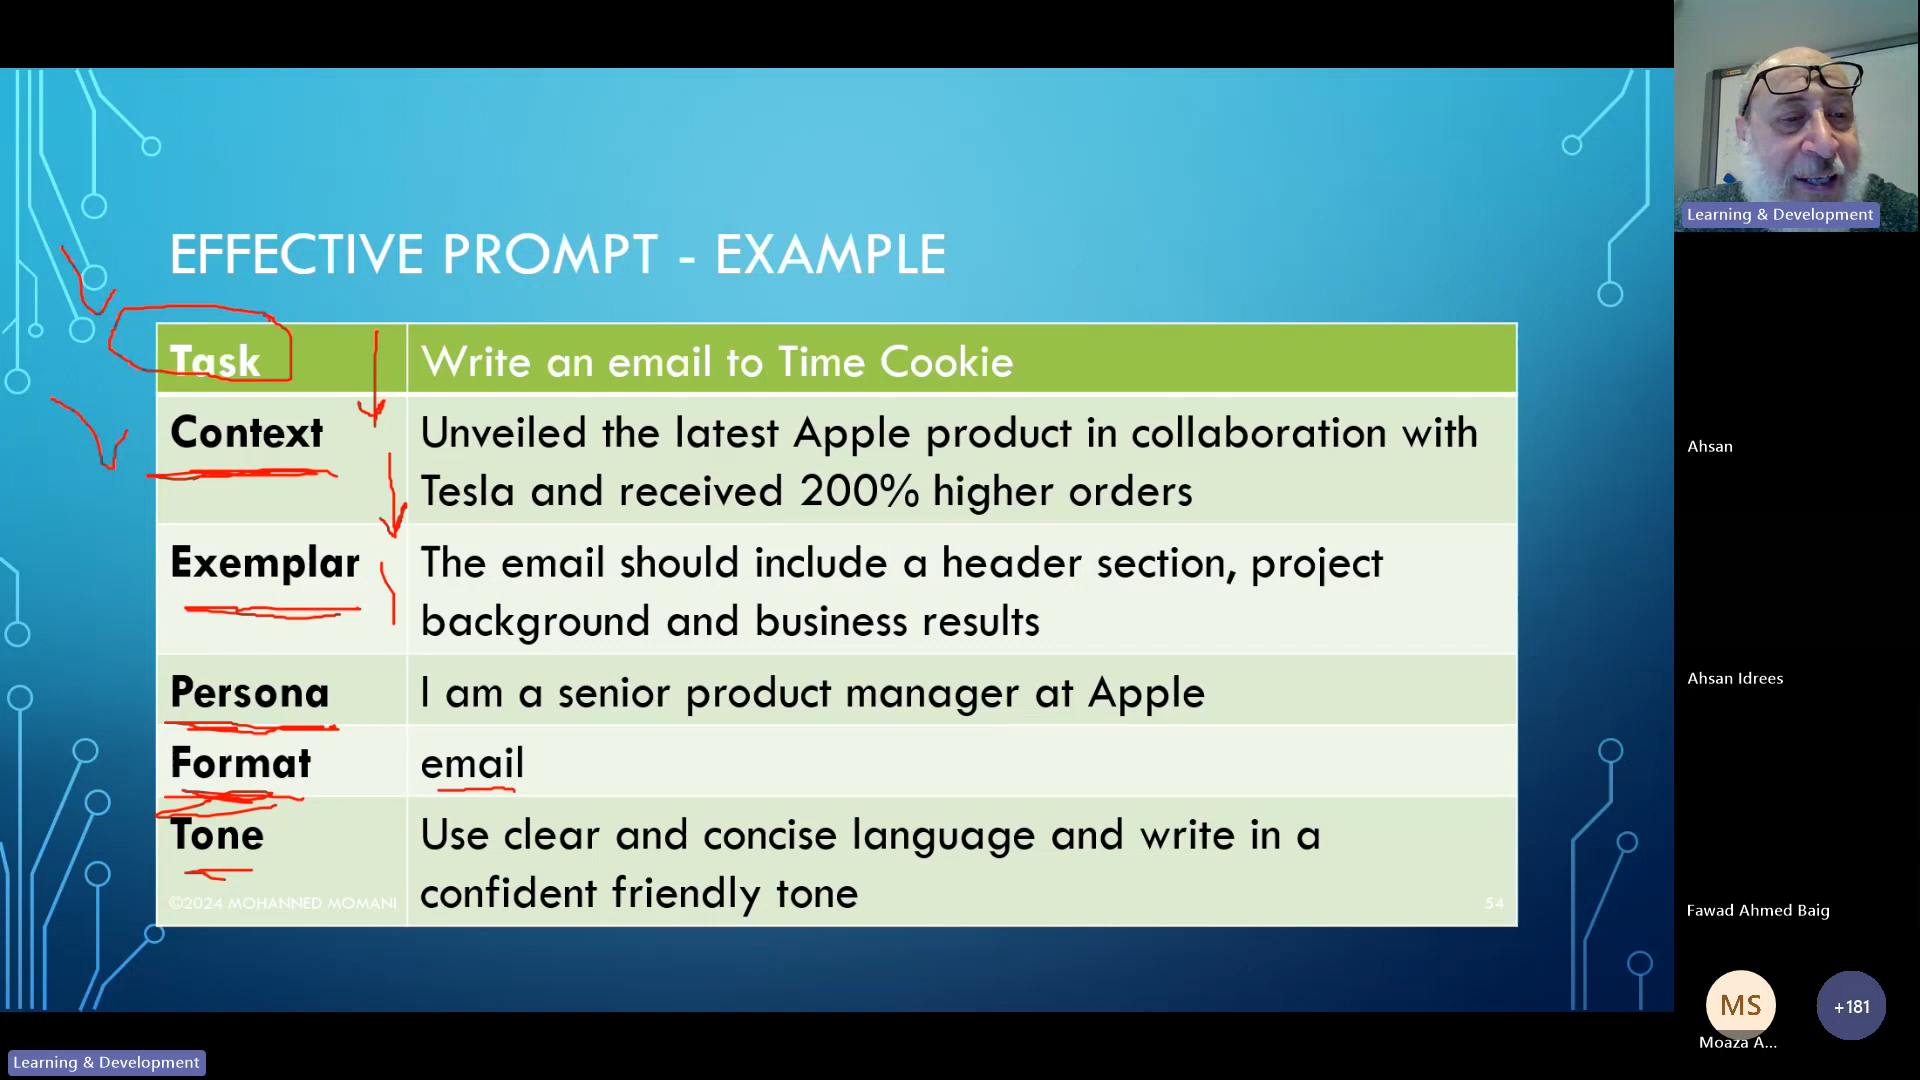 EFFECTIVE PROMPT - EXAMPLE
Task
Write an email to Time Cookie
Context
Unveiled the latest Apple product in collaboration with
Tesla and received 200% higher orders
Exemplar
The email should include a header section, project
background and business results
Persona
I am a senior product manager at Apple
Format
email
Tone
Use clear and concise language and write in a
confident friendly tone
©2024 MOHANNED MOMANI
54
Learning & Development
Ahsan
Ahsan Idrees
Fawad Ahmed Baig
MS
+181
Moaza A...
Learning & Development